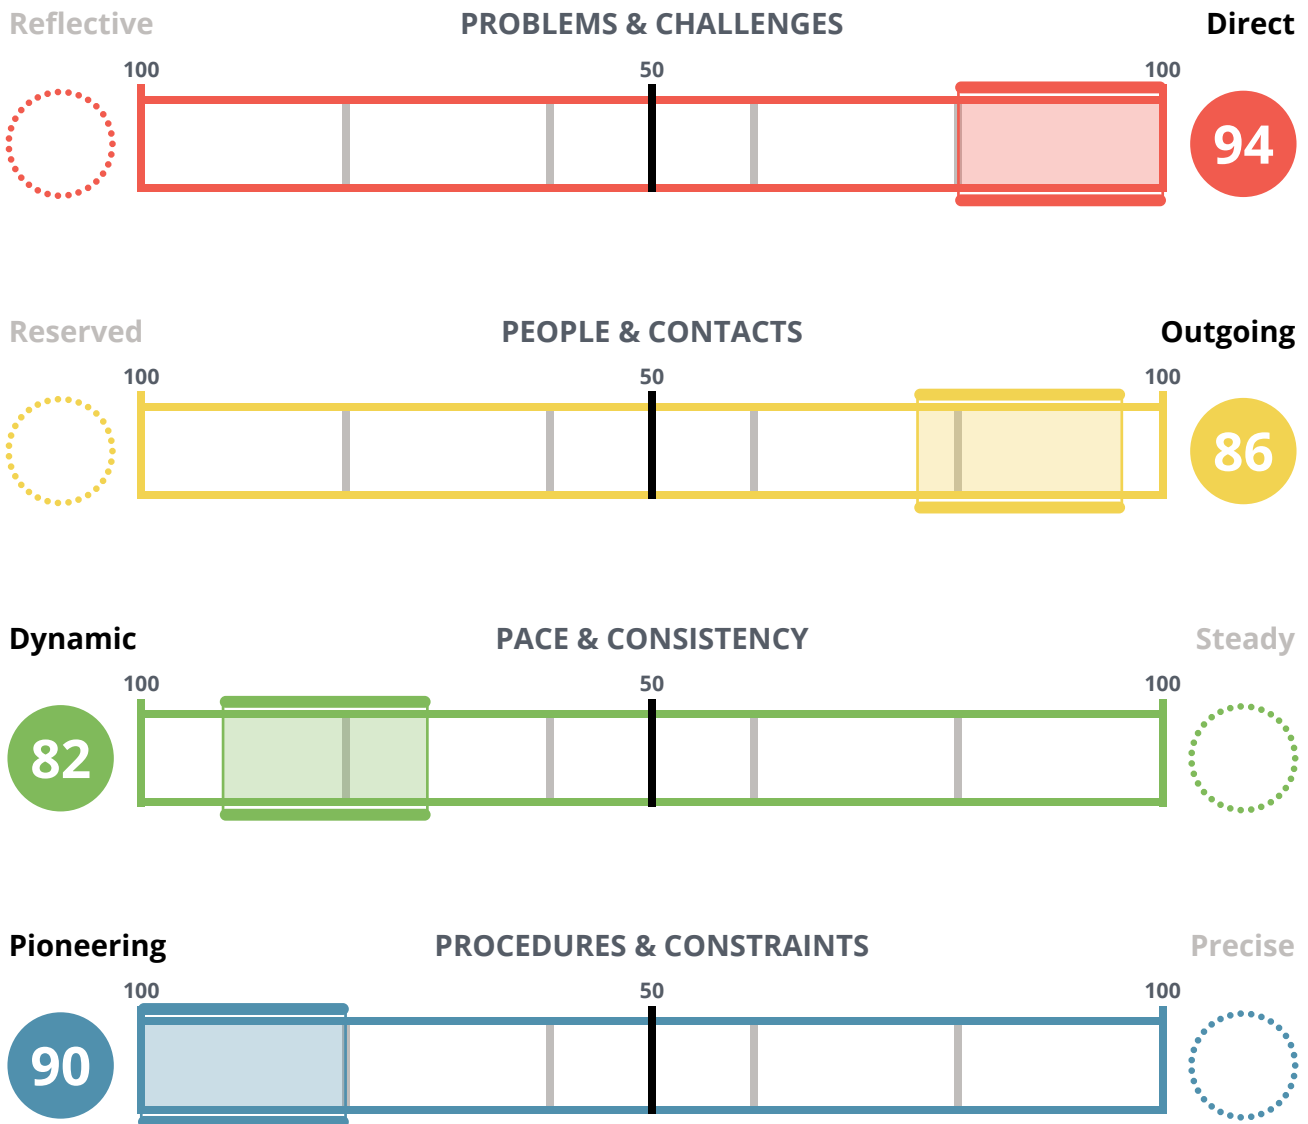 Reflective PROBLEMS & CHALLENGES Direct
100 50 100
94
Reserved PEOPLE & CONTACTS Outgoing
100 50 100
86
Dynamic PACE & CONSISTENCY Steady
100 50 100
82
Pioneering PROCEDURES & CONSTRAINTS Precise
100 50 100
90